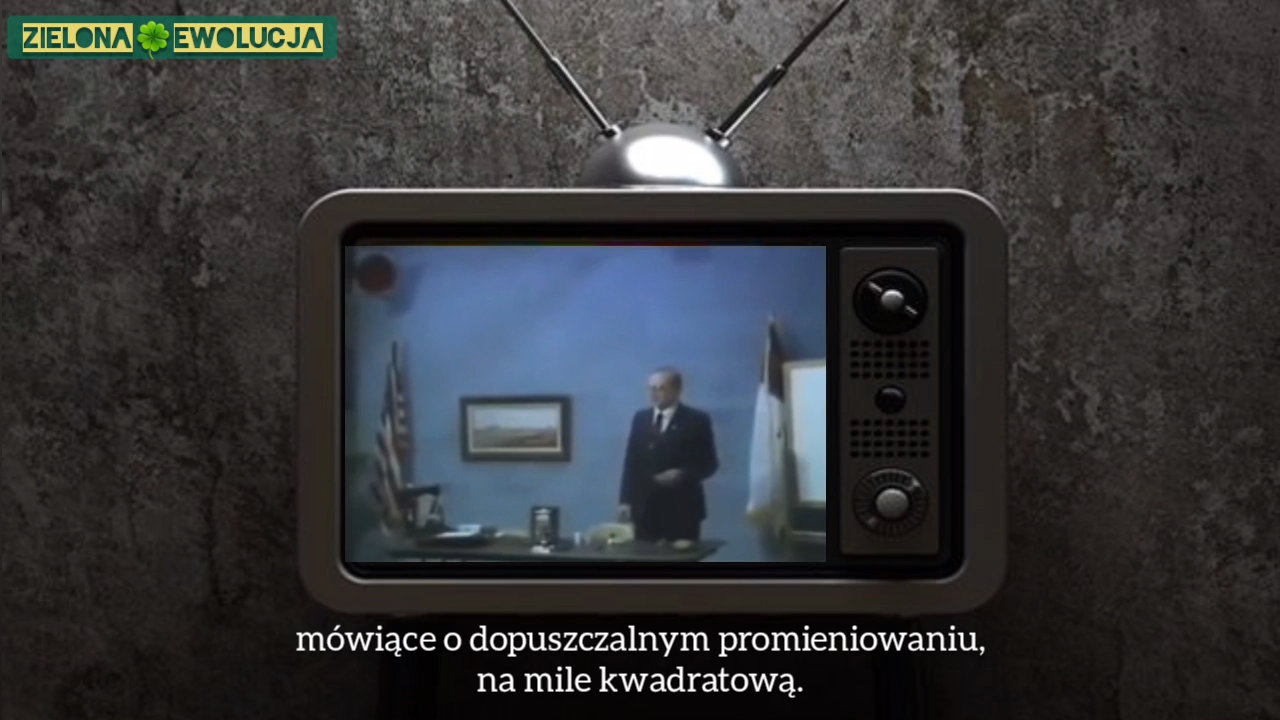 ZIELONA🍀EWOLUCJA
mówiące o dopuszczalnym promieniowaniu,
na mile kwadratową.